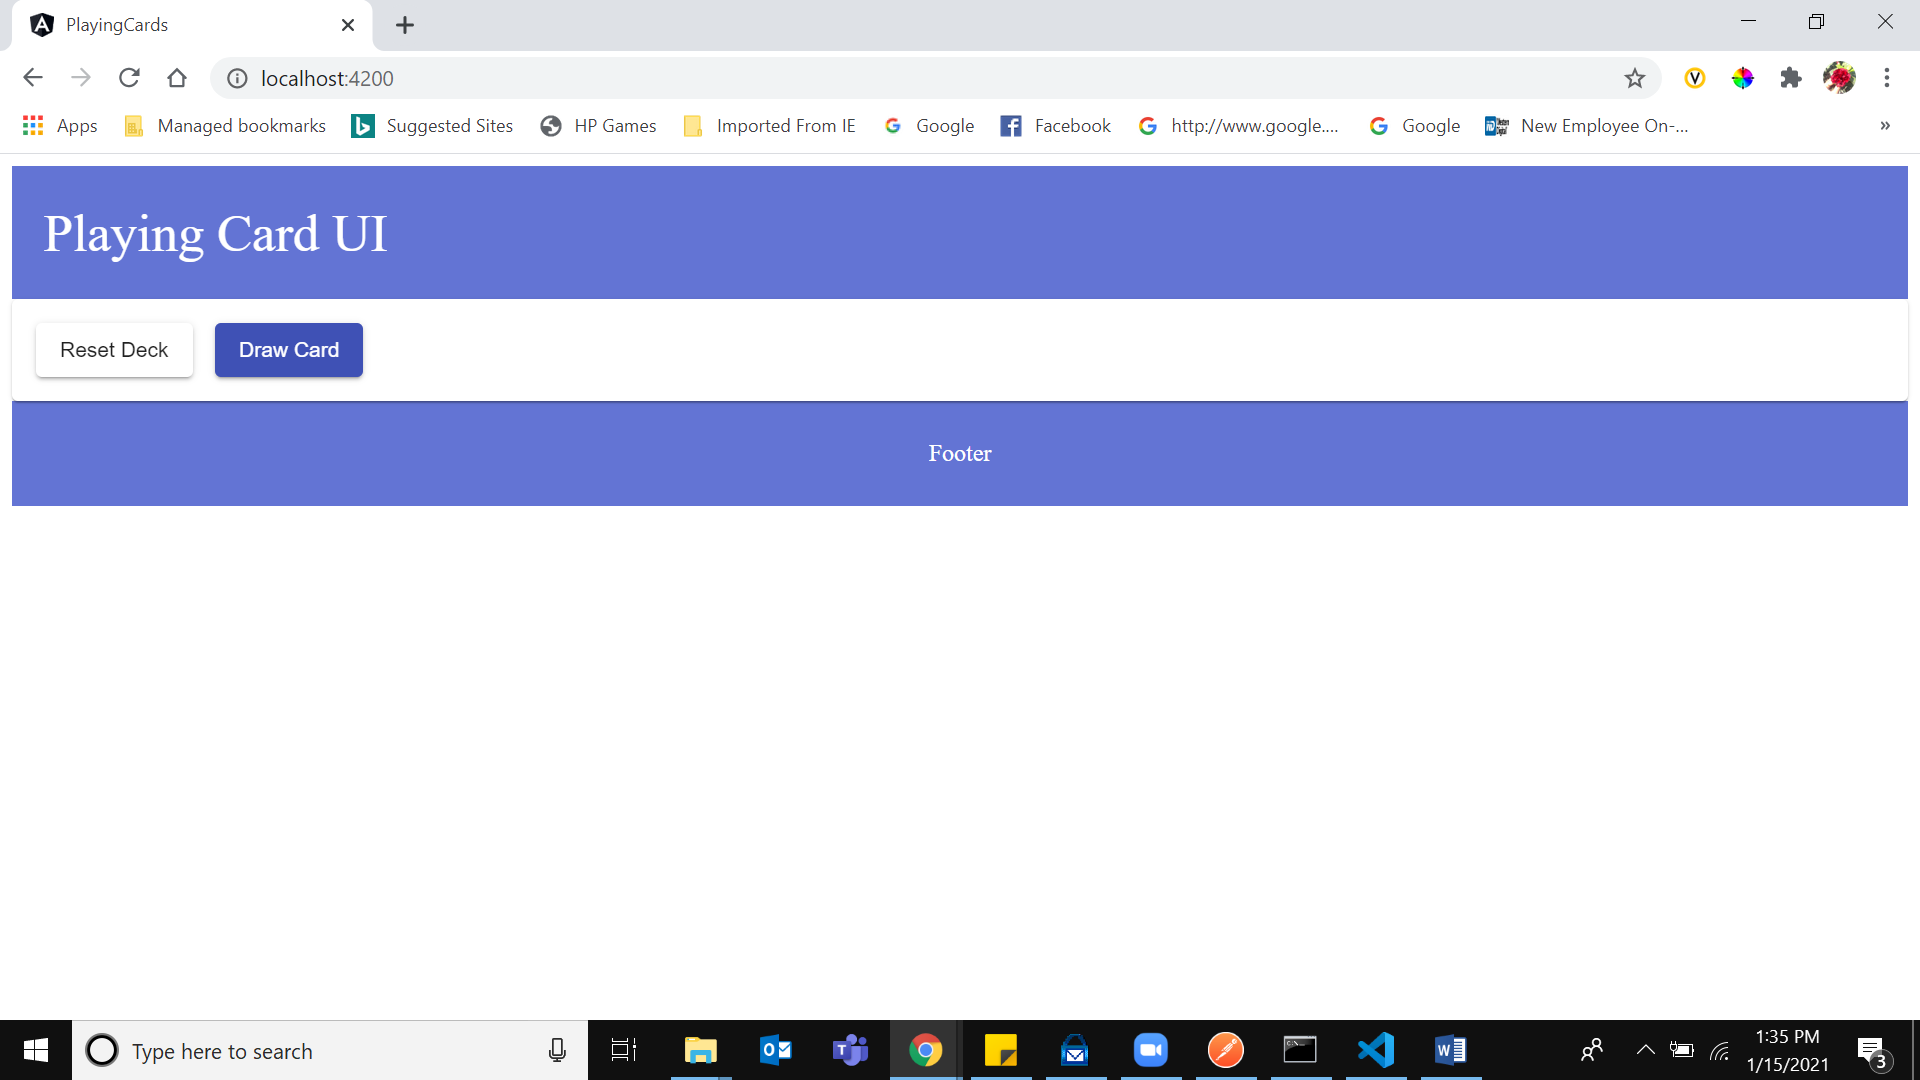 PlayingCards
localhost:4200
Apps
Managed bookmarks
Suggested Sites
HP Games
Imported From IE
Google
Facebook
http://www.google....
Google
New Employee On-...
»
Playing Card UI
Reset Deck
Draw Card
Footer
Type here to search
1:35 PM
1/15/2021
3